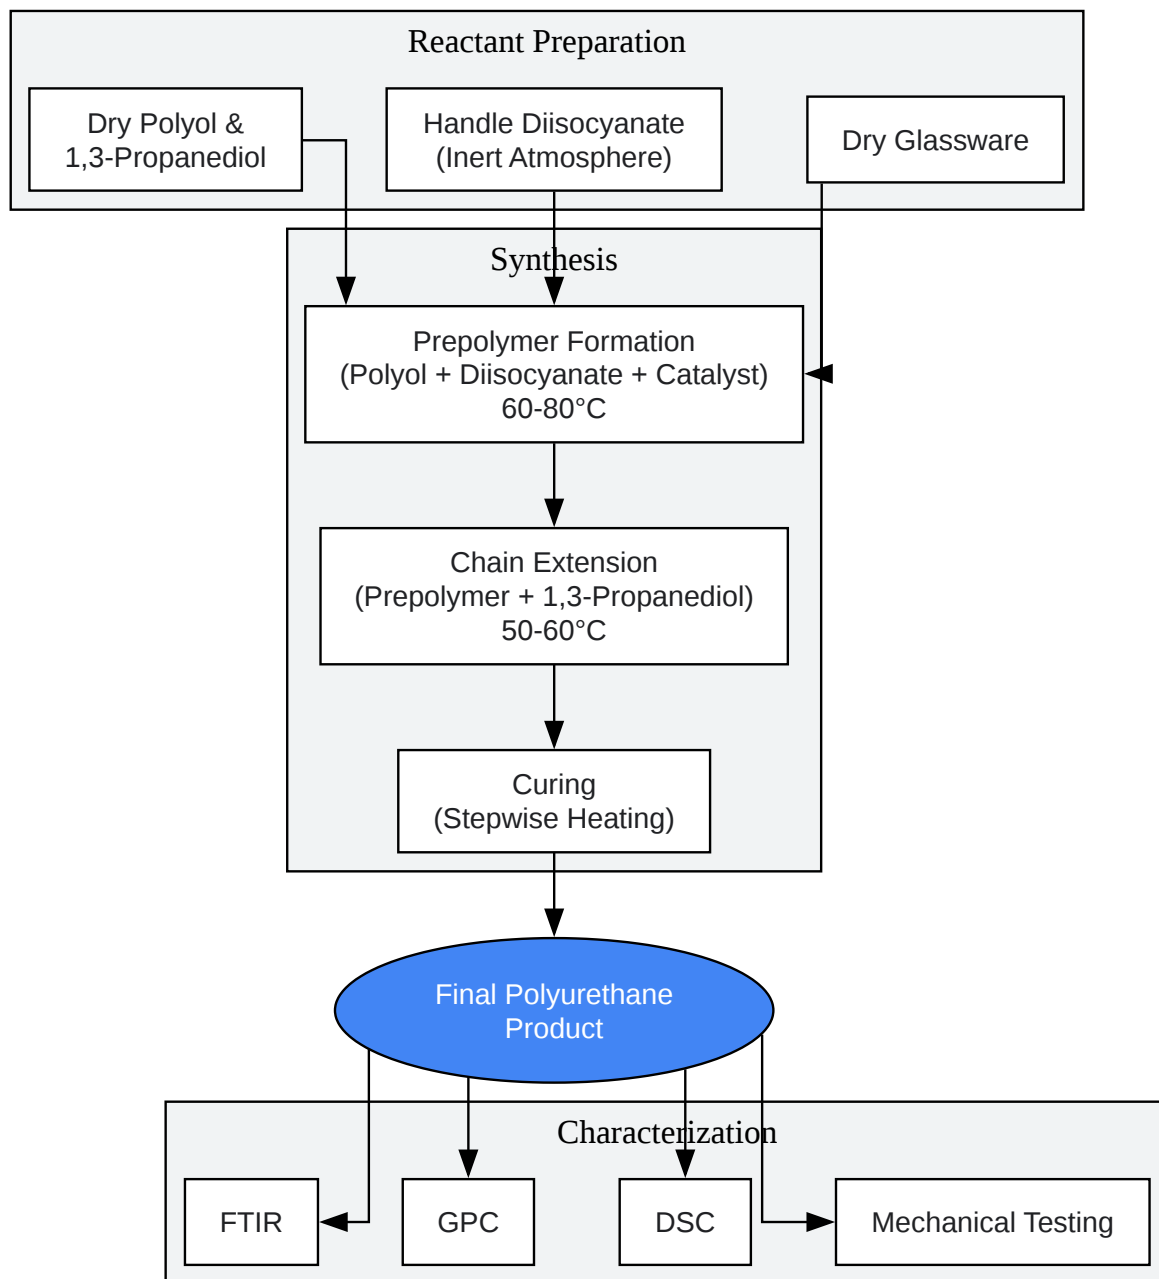 Reactant Preparation
Dry Polyol &
1,3-Propanediol
Handle Diisocyanate
(Inert Atmosphere)
Dry Glassware
Synthesis
Prepolymer Formation
(Polyol + Diisocyanate + Catalyst)
60-80°C
Chain Extension
(Prepolymer + 1,3-Propanediol)
50-60°C
Curing
(Stepwise Heating)
Final Polyurethane
Product
Characterization
FTIR
GPC
DSC
Mechanical Testing